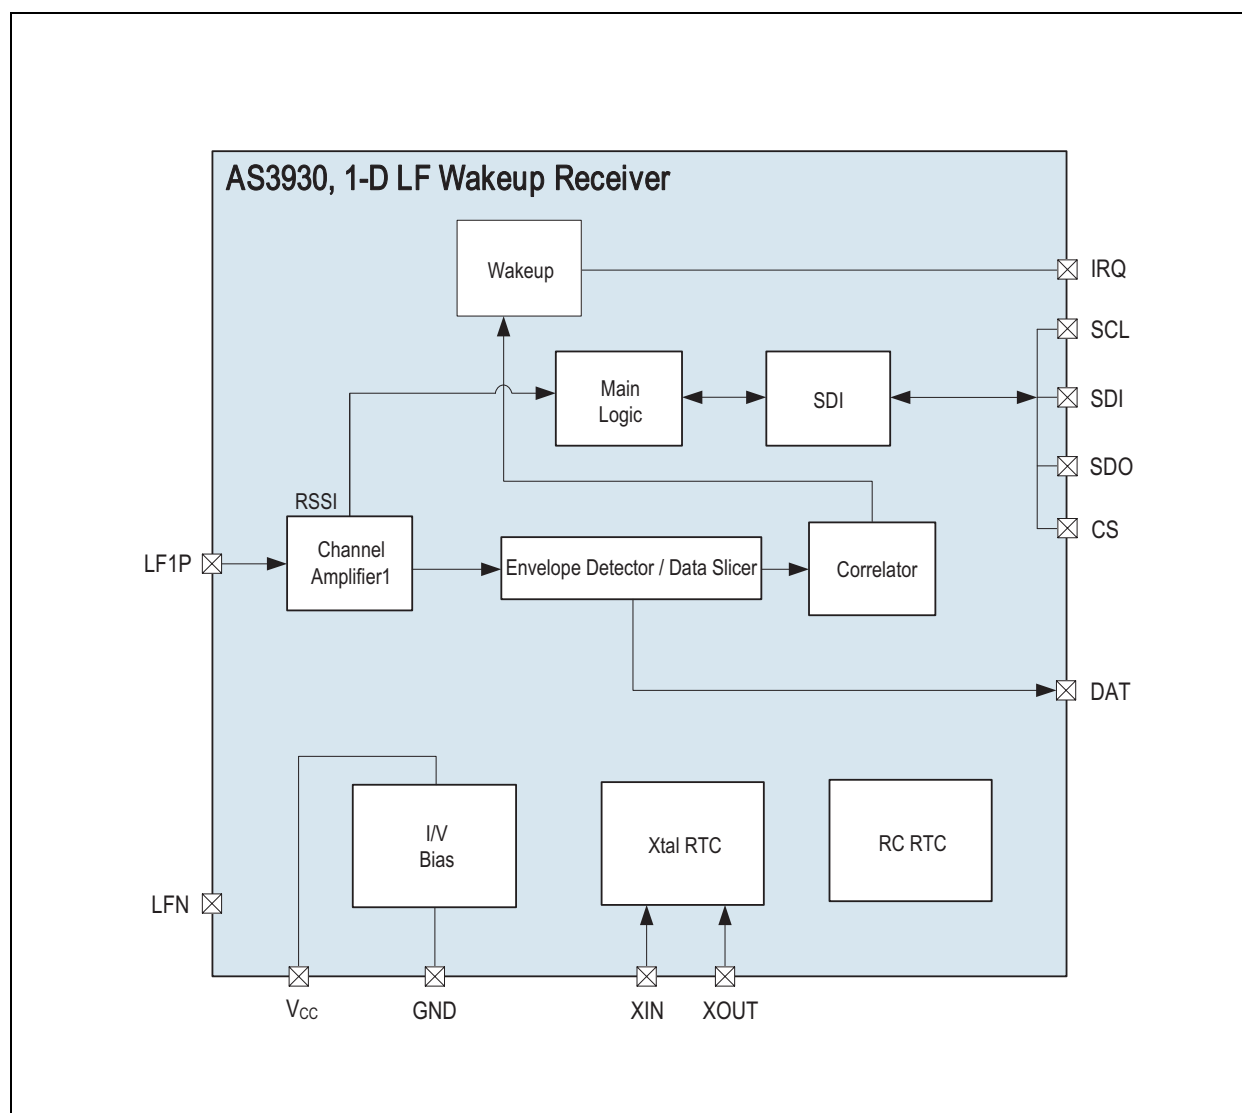 AS3930, 1-D LF Wakeup Receiver
Wakeup
IRQ
SCL
Main
Logic
SDI
SDI
SDO
RSSI
CS
LF1P
Channel
Amplifier1
Envelope Detector / Data Slicer
Correlator
DAT
I/V
Bias
Xtal RTC
RC RTC
LFN
VCC
GND
XIN
XOUT